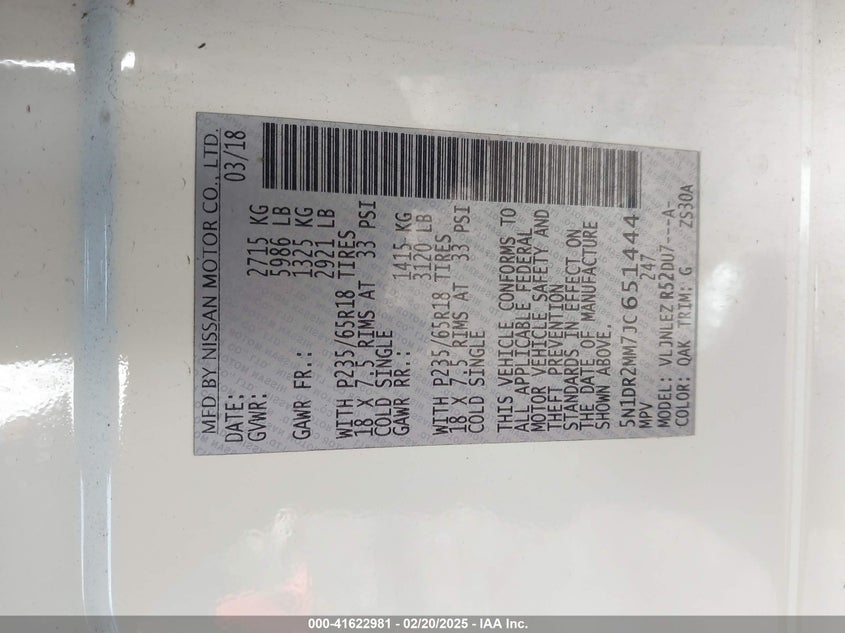 MFD BY NISSAN MOTOR CO., LTD.
DATE: 03/18
GVWR: 2715 KG
5986 LB
GAWR FR.: 1325 KG
2921 LB
WITH P235/65R18 TIRES
18 X 7.5 RIMS AT 33 PSI
COLD SINGLE
GAWR RR.: 1415 KG
3120 LB
WITH P235/65R18 TIRES
18 X 7.5 RIMS AT 33 PSI
COLD SINGLE
THIS VEHICLE CONFORMS TO
ALL APPLICABLE FEDERAL
MOTOR VEHICLE SAFETY AND
THEFT PREVENTION
STANDARDS IN EFFECT ON
THE DATE OF MANUFACTURE
SHOWN ABOVE.
5N1DR2MM7JC651444
MPV 247
MODEL: VLJNLEZ R52DU7---A-
COLOR: QAK TRIM: G ZS30A
000-41622981 - 02/20/2025 - IAA Inc.